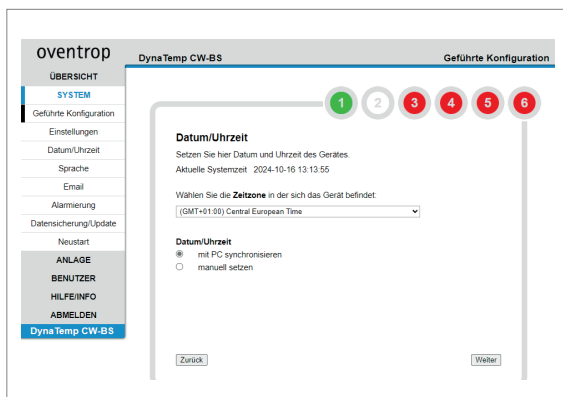 oventrop
DynaTemp CW-BS
Geführte Konfiguration
ÜBERSICHT
SYSTEM
Geführte Konfiguration
Einstellungen
Datum/Uhrzeit
Sprache
Email
Alarmierung
Datensicherung/Update
Neustart
ANLAGE
BENUTZER
HILFE/INFO
ABMELDEN
DynaTemp CW-BS
1 2 3 4 5 6
Datum/Uhrzeit
Setzen Sie hier Datum und Uhrzeit des Gerätes.
Aktuelle Systemzeit 2024-10-16 13:13:55
Wählen Sie die Zeitzone in der sich das Gerät befindet:
(GMT+01:00) Central European Time
Datum/Uhrzeit
mit PC synchronisieren
manuell setzen
Zurück
Weiter